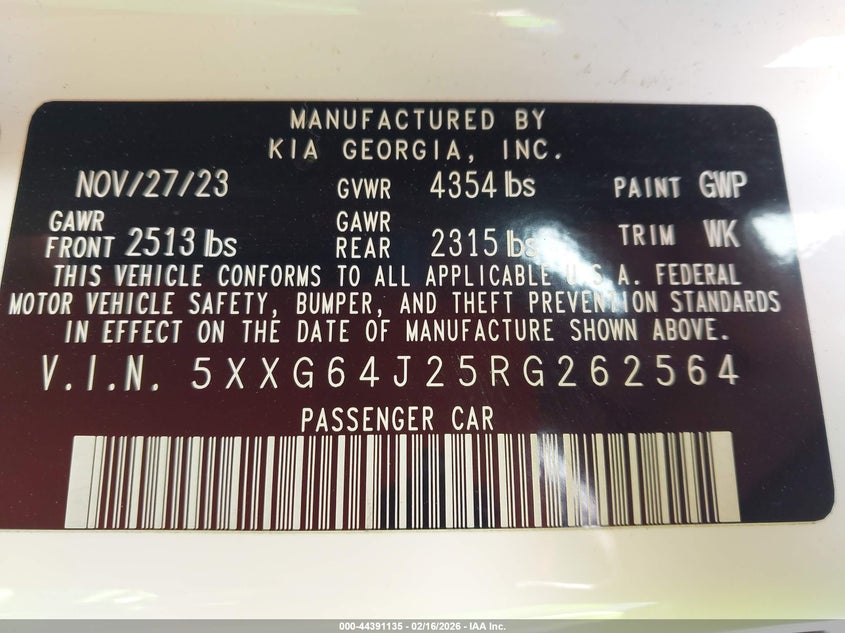 MANUFACTURED BY
KIA GEORGIA, INC.
NOV/27/23 GVWR 4354 lbs PAINT GWP
GAWR FRONT 2513 lbs GAWR REAR 2315 lbs TRIM WK
THIS VEHICLE CONFORMS TO ALL APPLICABLE U.S.A. FEDERAL
MOTOR VEHICLE SAFETY, BUMPER, AND THEFT PREVENTION STANDARDS
IN EFFECT ON THE DATE OF MANUFACTURE SHOWN ABOVE.
V.I.N. 5XXG64J25RG262564
PASSENGER CAR
000-44391135 - 02/16/2026 - IAA Inc.